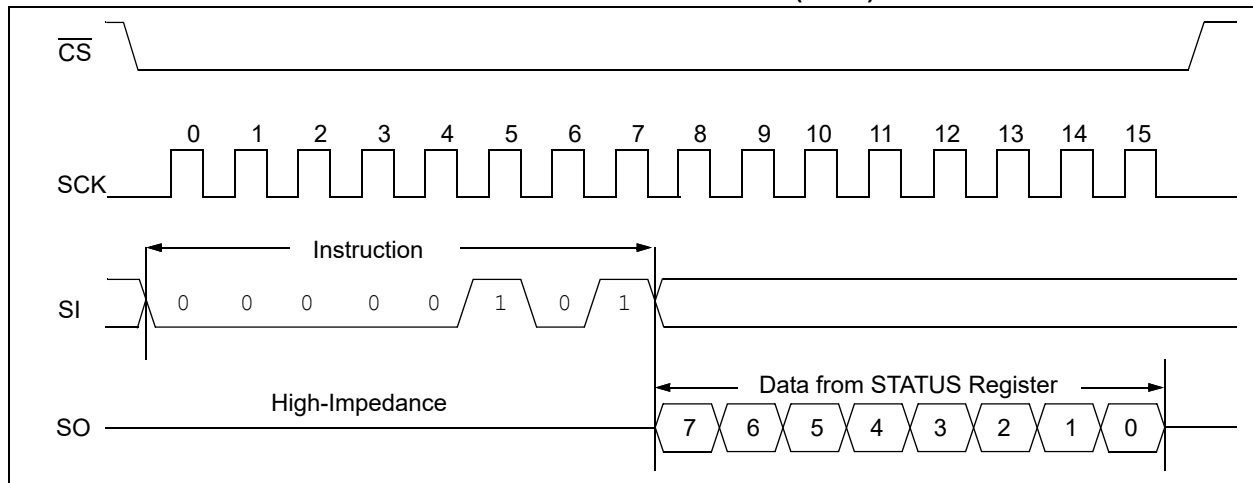 CS
0 1 2 3 4 5 6 7 8 9 10 11 12 13 14 15
SCK
Instruction
SI 0 0 0 0 0 1 0 1
Data from STATUS Register
High-Impedance
SO 7 6 5 4 3 2 1 0